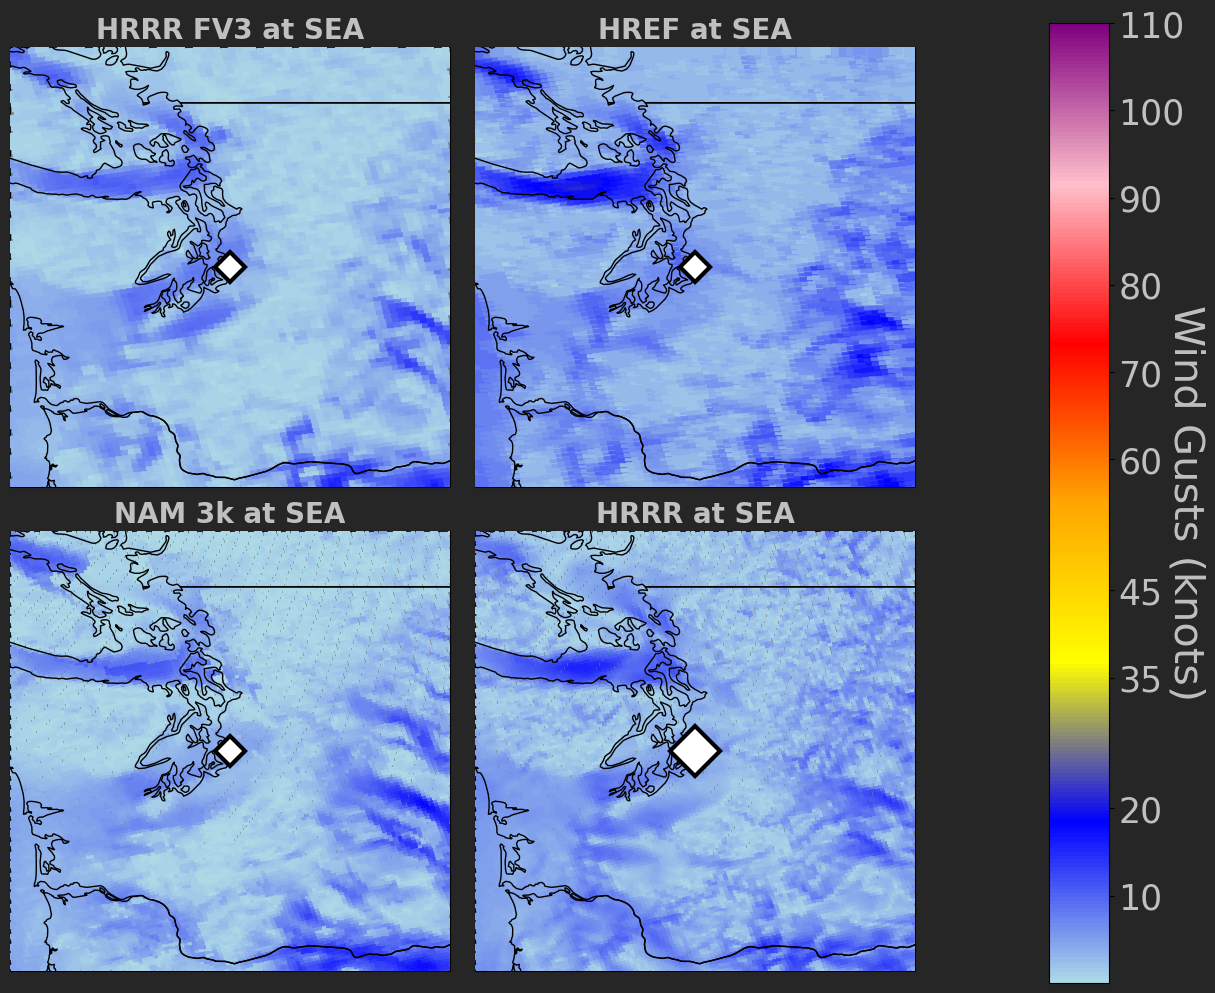 HRRR FV3 at SEA
HREF at SEA
NAM 3k at SEA
HRRR at SEA
110
100
90
80
70
60
45
35
20
10
Wind Gusts (knots)